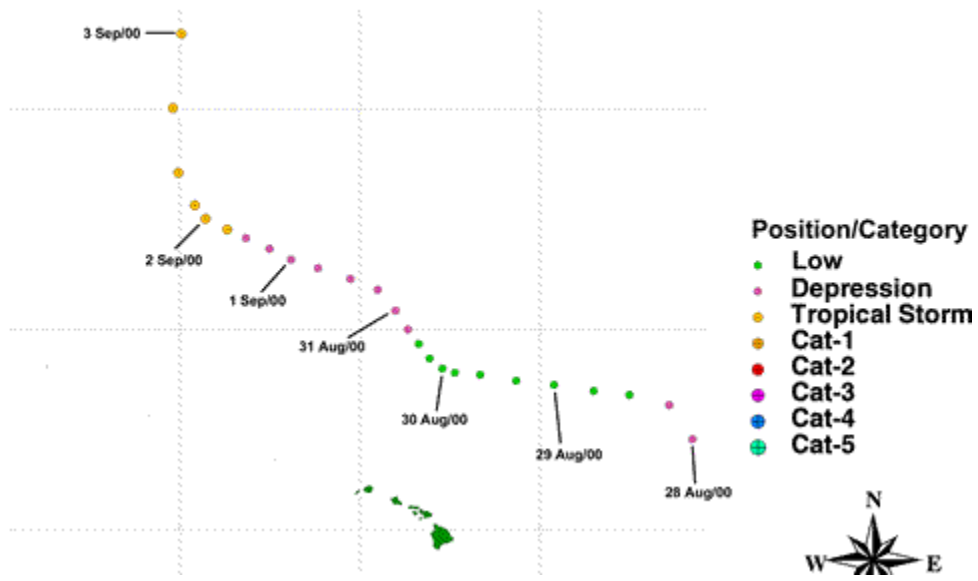 3 Sep/00
2 Sep/00
1 Sep/00
31 Aug/00
30 Aug/00
29 Aug/00
28 Aug/00
Position/Category
Low
Depression
Tropical Storm
Cat-1
Cat-2
Cat-3
Cat-4
Cat-5
N
W
E